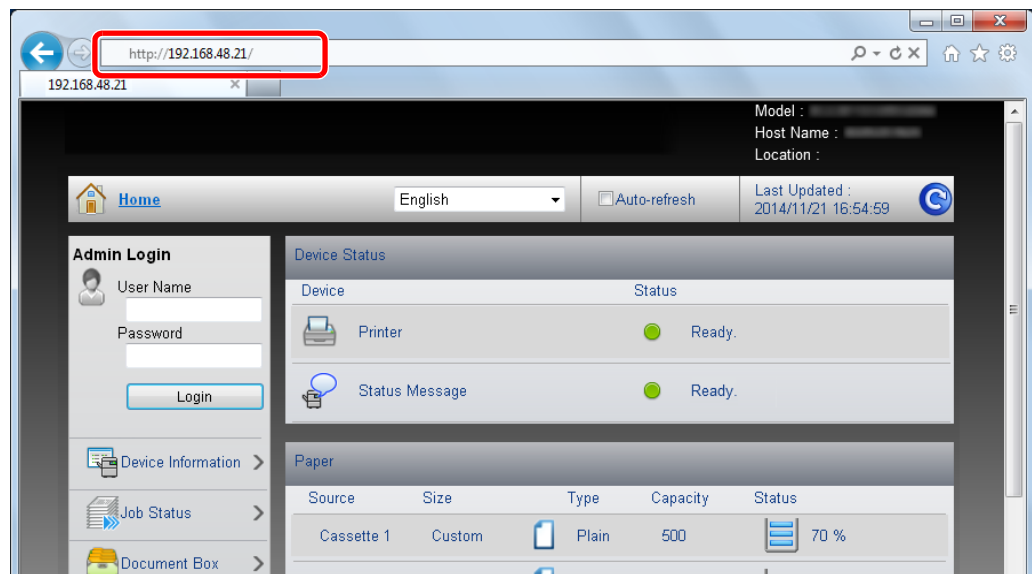 http://192.168.48.21/
192.168.48.21
Model :
Host Name :
Location :
Home
English
Auto-refresh
Last Updated :
2014/11/21 16:54:59
Admin Login
User Name
Password
Login
Device Information
Job Status
Document Box
Device Status
Device Status
Printer Ready.
Status Message Ready.
Paper
Source Size Type Capacity Status
Cassette 1 Custom Plain 500 70 %